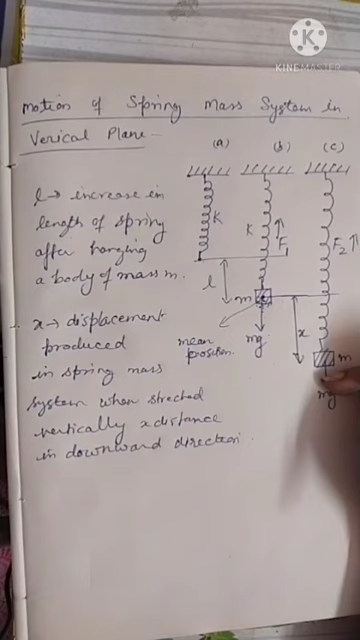 KINEMASTER
motion of Spring Mass System in
Verical Plane -
(a) (b) (c)
l → increase in
length of spring
after hanging
a body of mass m.
x → displacement
produced
in spring mass
system when streched
vertically x distance
in downward direction.
K
K
F1
F2
l
m
mg
mean
position
x
m
mg